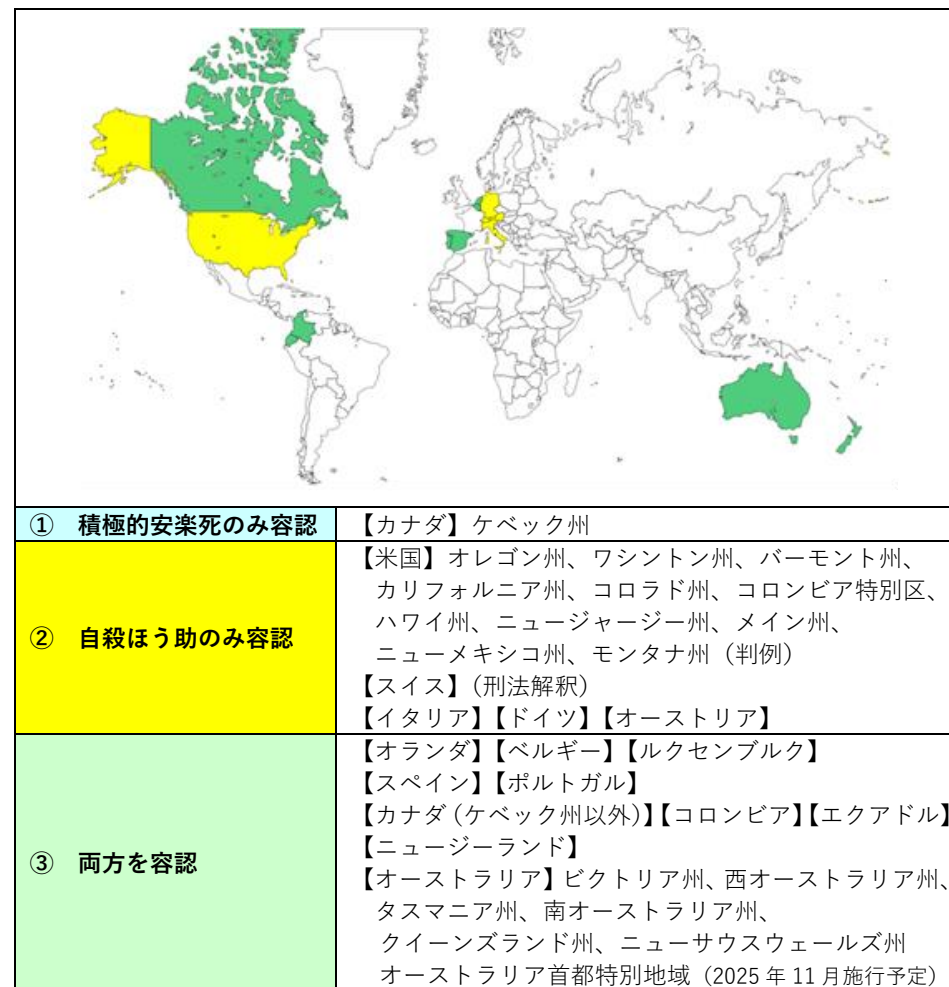 ① 積極的安楽死のみ容認
【カナダ】ケベック州
② 自殺ほう助のみ容認
【米国】オレゴン州、ワシントン州、バーモント州、
カリフォルニア州、コロラド州、コロンビア特別区、
ハワイ州、ニュージャージー州、メイン州、
ニューメキシコ州、モンタナ州（判例）
【スイス】（刑法解釈）
【イタリア】【ドイツ】【オーストリア】
③ 両方を容認
【オランダ】【ベルギー】【ルクセンブルク】
【スペイン】【ポルトガル】
【カナダ（ケベック州以外）】【コロンビア】【エクアドル】
【ニュージーランド】
【オーストラリア】ビクトリア州、西オーストラリア州、
タスマニア州、南オーストラリア州、
クイーンズランド州、ニューサウスウェールズ州
オーストラリア首都特別地域（2025 年 11 月施行予定）